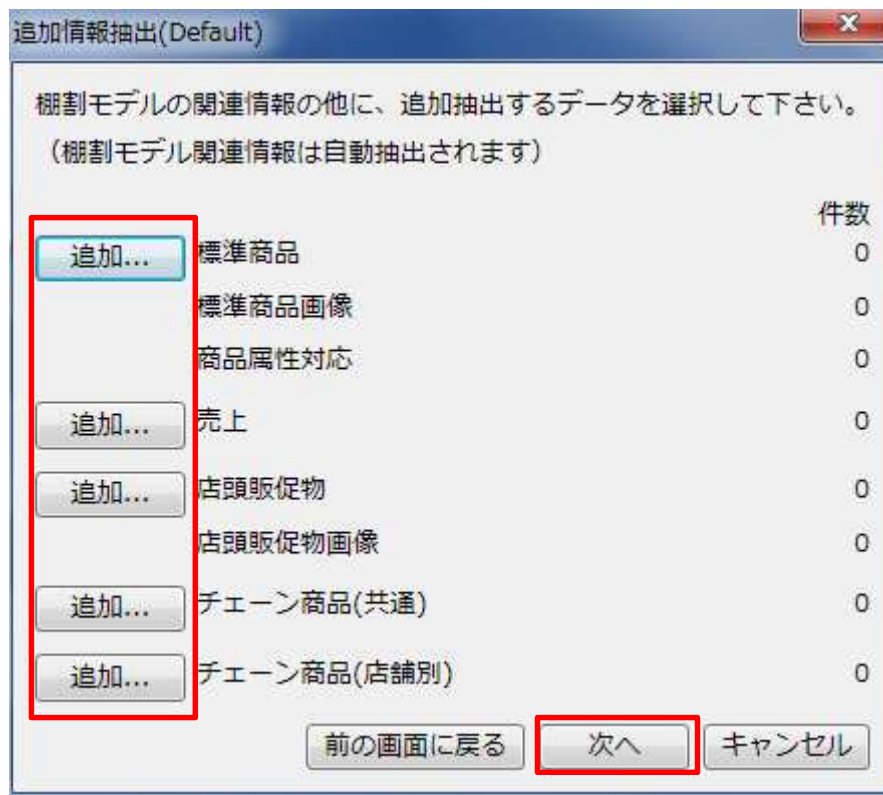 追加情報抽出(Default)
棚割モデルの関連情報の他に、追加抽出するデータを選択して下さい。
（棚割モデル関連情報は自動抽出されます）
件数
追加... 標準商品 0
標準商品画像 0
商品属性対応 0
追加... 売上 0
追加... 店頭販促物 0
店頭販促物画像 0
追加... チェーン商品(共通) 0
追加... チェーン商品(店舗別) 0
前の画面に戻る 次へ キャンセル